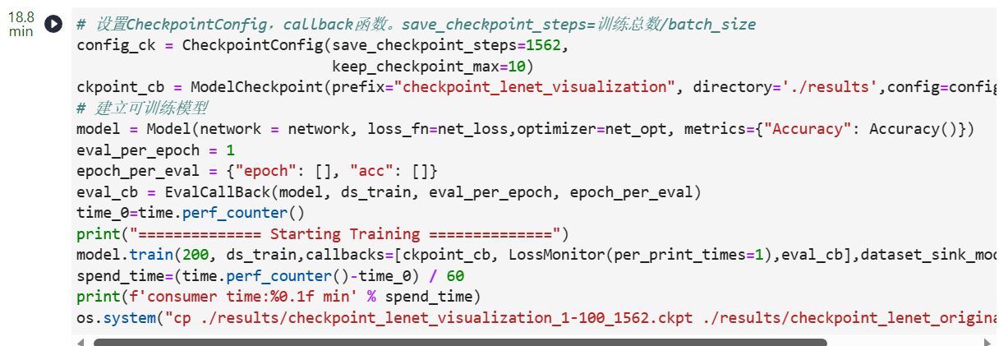 18.8
min
# 设置CheckpointConfig，callback函数。save_checkpoint_steps=训练总数/batch_size
config_ck = CheckpointConfig(save_checkpoint_steps=1562,
keep_checkpoint_max=10)
ckpoint_cb = ModelCheckpoint(prefix="checkpoint_lenet_visualization", directory='./results',config=config
# 建立可训练模型
model = Model(network = network, loss_fn=net_loss,optimizer=net_opt, metrics={"Accuracy": Accuracy()})
eval_per_epoch = 1
epoch_per_eval = {"epoch": [], "acc": []}
eval_cb = EvalCallBack(model, ds_train, eval_per_epoch, epoch_per_eval)
time_0=time.perf_counter()
print("============== Starting Training ==============")
model.train(200, ds_train,callbacks=[ckpoint_cb, LossMonitor(per_print_times=1),eval_cb],dataset_sink_mod
spend_time=(time.perf_counter()-time_0) / 60
print(f'consumer time:%0.1f min' % spend_time)
os.system("cp ./results/checkpoint_lenet_visualization_1-100_1562.ckpt ./results/checkpoint_lenet_origina